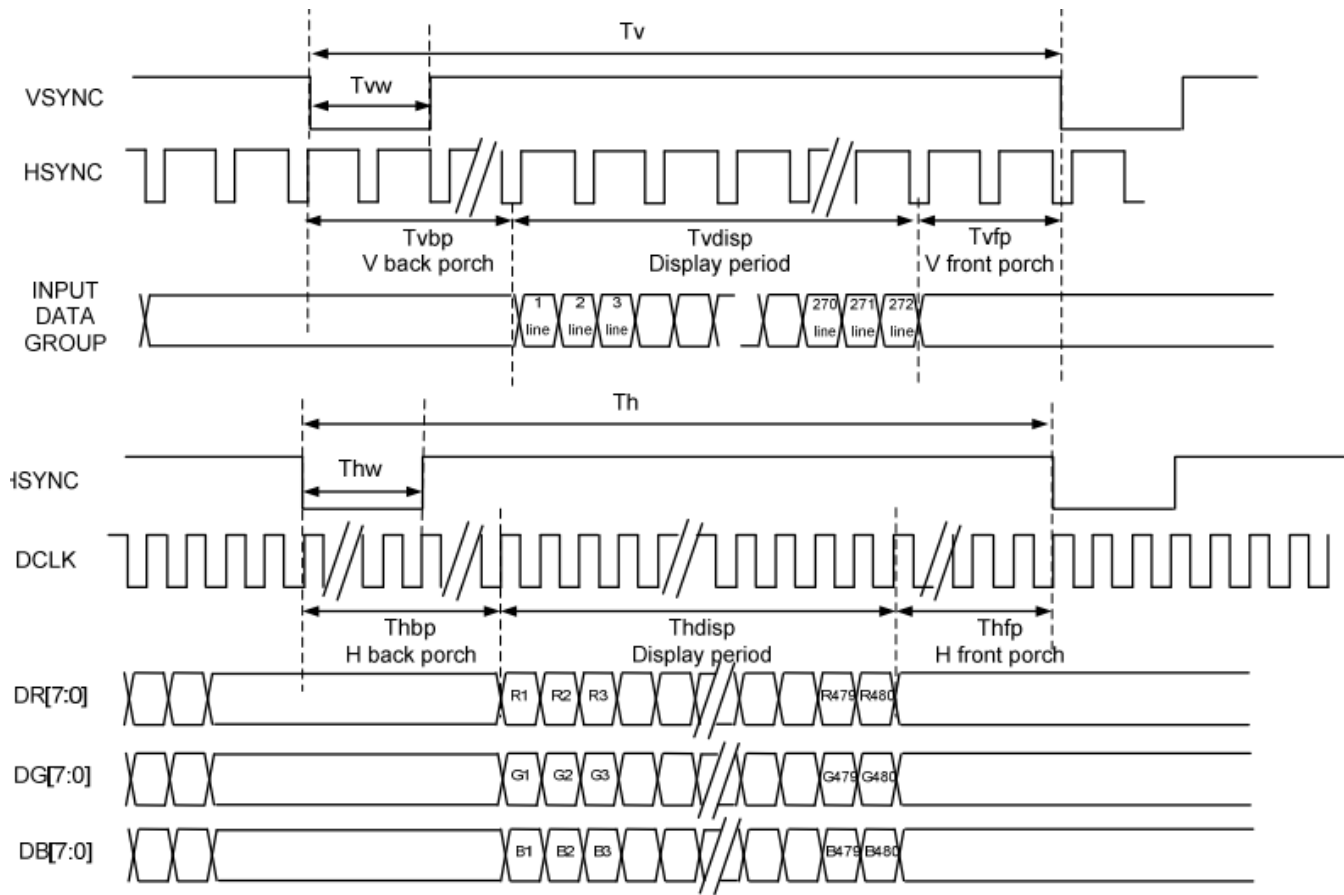 Tv
VSYNC
Tvw
HSYNC
Tvbp
V back porch
Tvdisp
Display period
Tvfp
V front porch
INPUT
DATA
GROUP
1
line
2
line
3
line
270
line
271
line
272
line
Th
HSYNC
Thw
DCLK
Thbp
H back porch
Thdisp
Display period
Thfp
H front porch
DR[7:0]
R1 R2 R3 R479 R480
DG[7:0]
G1 G2 G3 G479 G480
DB[7:0]
B1 B2 B3 B479 B480